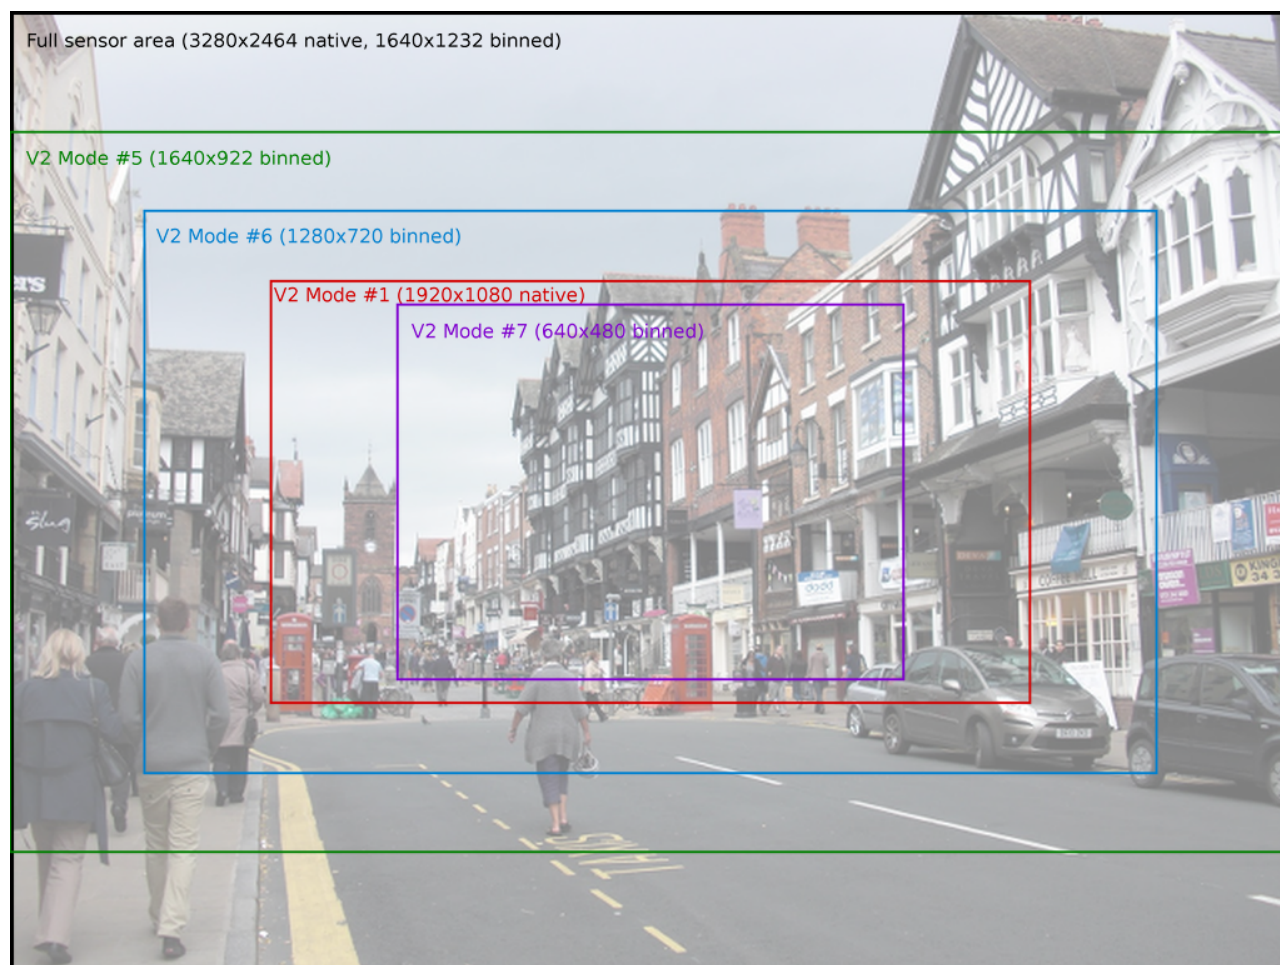 Full sensor area (3280x2464 native, 1640x1232 binned)
V2 Mode #5 (1640x922 binned)
V2 Mode #6 (1280x720 binned)
V2 Mode #1 (1920x1080 native)
V2 Mode #7 (640x480 binned)